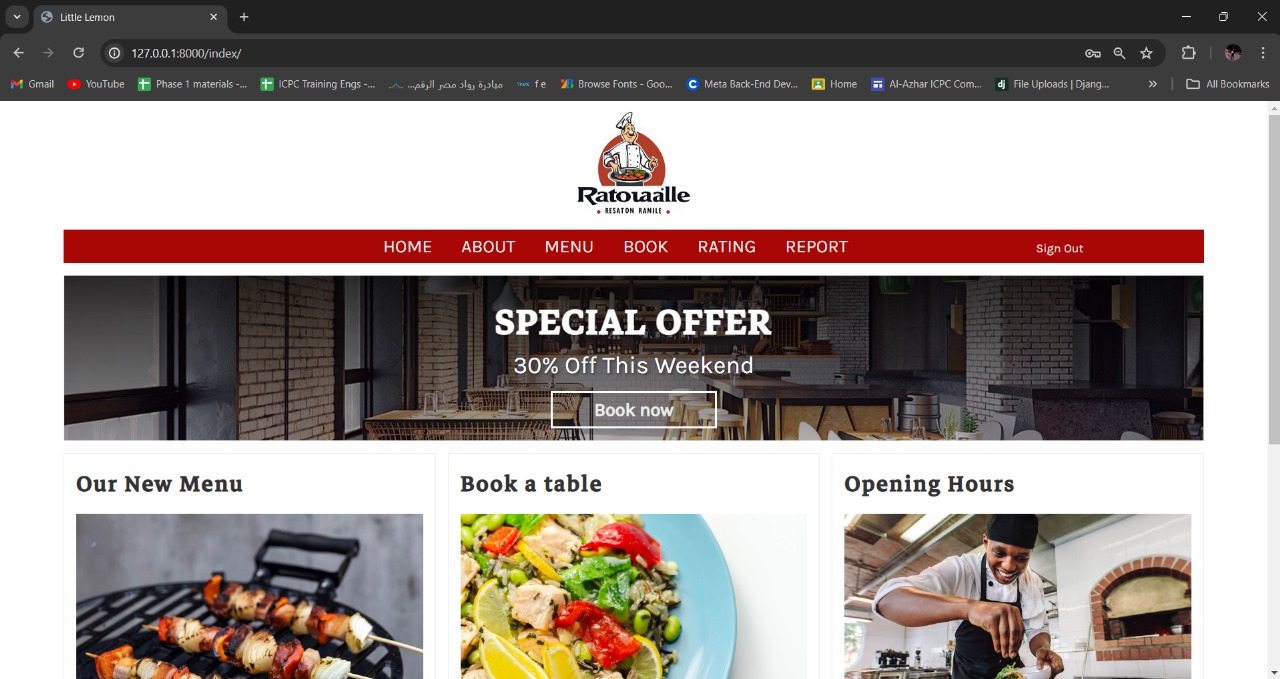 Little Lemon
127.0.0.1:8000/index/
Gmail
YouTube
Phase 1 materials -...
ICPC Training Engs -...
مبادرة رواد مصر الرقم...
f e
Browse Fonts - Goo...
Meta Back-End Dev...
Home
Al-Azhar ICPC Com...
File Uploads | Djang...
All Bookmarks
Ratouaille
RESATON RAMILE
HOME ABOUT MENU BOOK RATING REPORT Sign Out
SPECIAL OFFER
30% Off This Weekend
Book now
Our New Menu
Book a table
Opening Hours